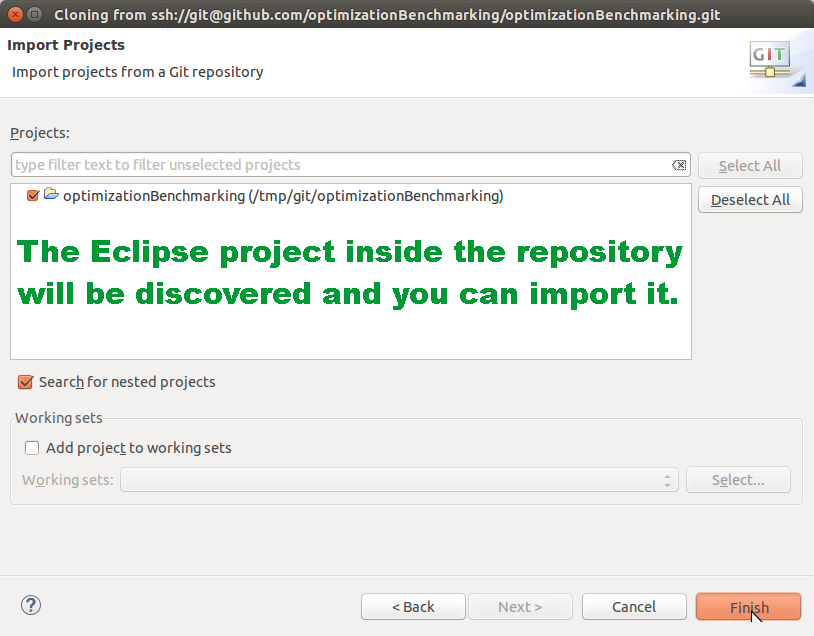 Cloning from ssh://git@github.com/optimizationBenchmarking/optimizationBenchmarking.git
Import Projects
Import projects from a Git repository
GIT
Projects:
type filter text to filter unselected projects
Select All
optimizationBenchmarking (/tmp/git/optimizationBenchmarking)
Deselect All
The Eclipse project inside the repository
will be discovered and you can import it.
Search for nested projects
Working sets
Add project to working sets
Working sets:
Select...
?
< Back
Next >
Cancel
Finish